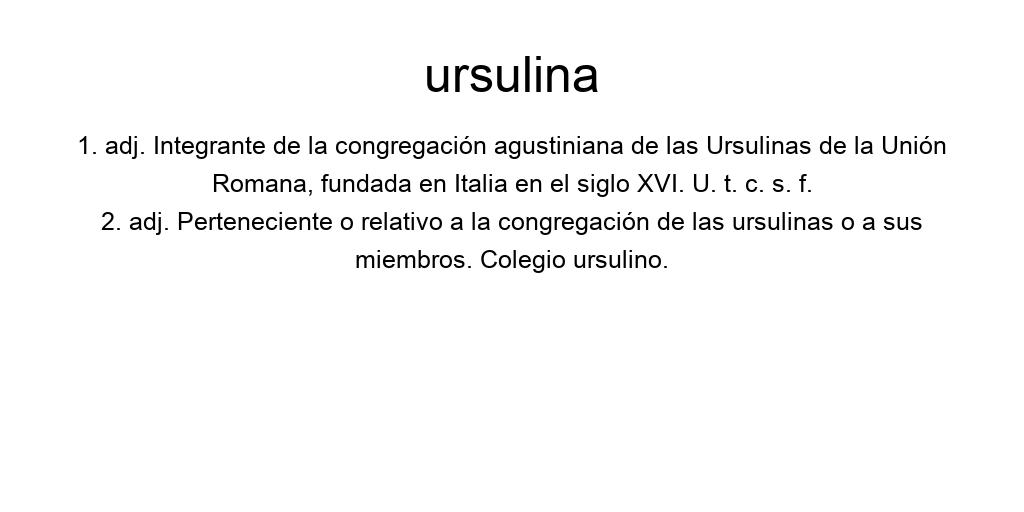 ursulina
1. adj. Integrante de la congregación agustiniana de las Ursulinas de la Unión
Romana, fundada en Italia en el siglo XVI. U. t. c. s. f.
2. adj. Perteneciente o relativo a la congregación de las ursulinas o a sus
miembros. Colegio ursulino.